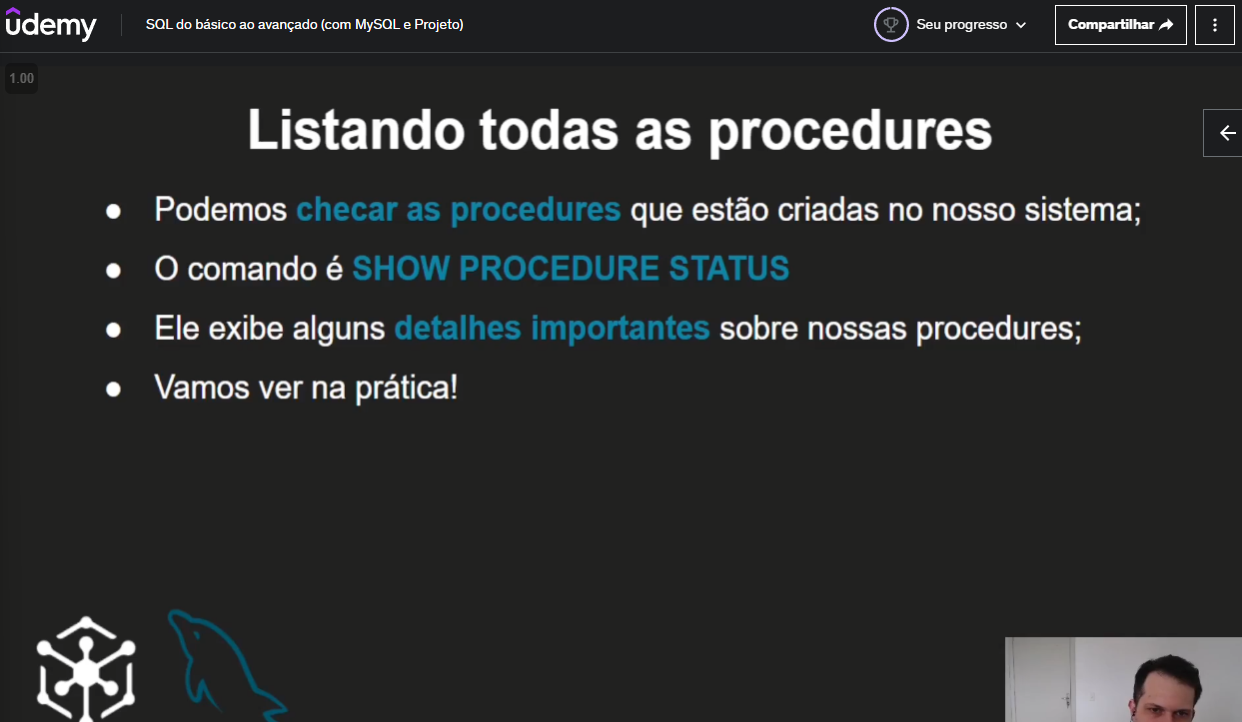 udemy
SQL do básico ao avançado (com MySQL e Projeto)
Seu progresso
Compartilhar
1.00
Listando todas as procedures
Podemos checar as procedures que estão criadas no nosso sistema;
O comando é SHOW PROCEDURE STATUS
Ele exibe alguns detalhes importantes sobre nossas procedures;
Vamos ver na prática!